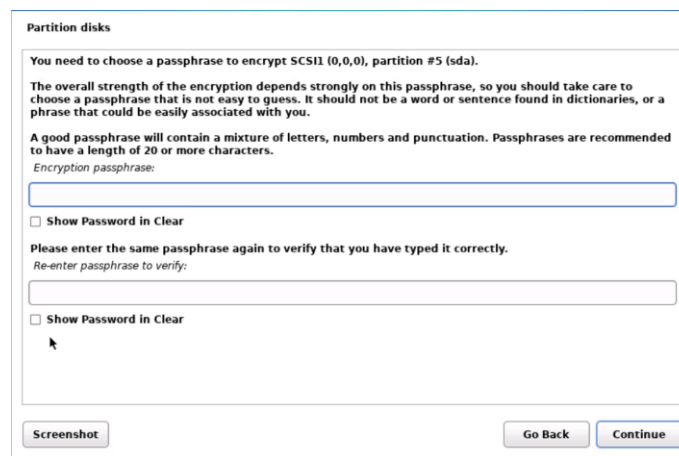 Partition disks
You need to choose a passphrase to encrypt SCSI1 (0,0,0), partition #5 (sda).
The overall strength of the encryption depends strongly on this passphrase, so you should take care to
choose a passphrase that is not easy to guess. It should not be a word or sentence found in dictionaries, or a
phrase that could be easily associated with you.
A good passphrase will contain a mixture of letters, numbers and punctuation. Passphrases are recommended
to have a length of 20 or more characters.
Encryption passphrase:
Show Password in Clear
Please enter the same passphrase again to verify that you have typed it correctly.
Re-enter passphrase to verify:
Show Password in Clear
Screenshot
Go Back
Continue